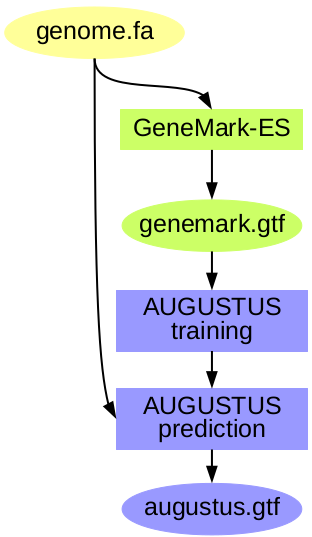 genome.fa
GeneMark-ES
genemark.gtf
AUGUSTUS
training
AUGUSTUS
prediction
augustus.gtf